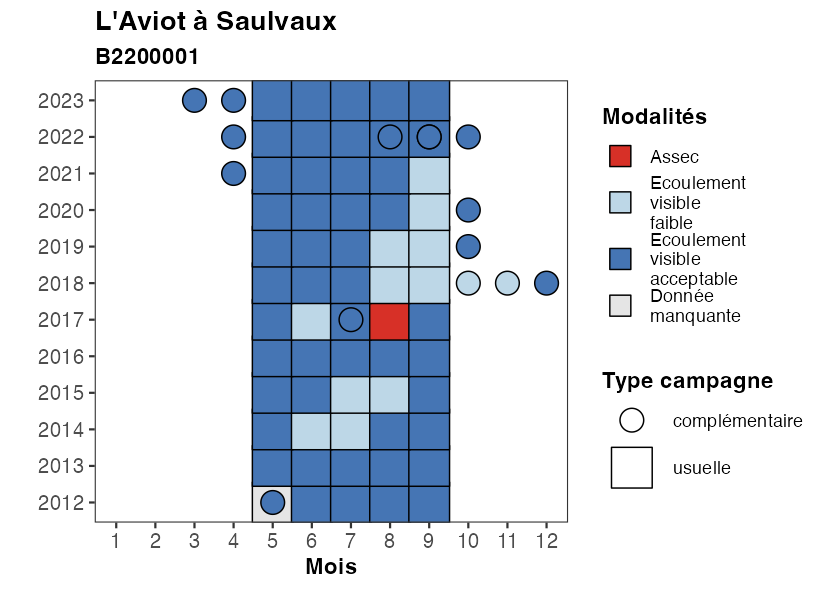 L'Aviot à Saulvaux
B2200001
2023
2022
2021
2020
2019
2018
2017
2016
2015
2014
2013
2012
1 2 3 4 5 6 7 8 9 10 11 12
Mois
Modalités
Assec
Ecoulement
visible
faible
Ecoulement
visible
acceptable
Donnée
manquante
Type campagne
complémentaire
usuelle